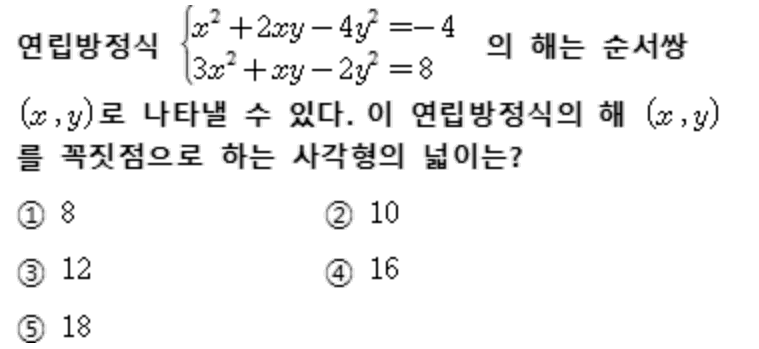 연립방정식 {x² + 2xy − 4y² = − 4 의 해는 순서쌍
{3x² + xy − 2y² = 8
(x, y)로 나타낼 수 있다. 이 연립방정식의 해 (x, y)
를 꼭짓점으로 하는 사각형의 넓이는?
① 8 ② 10
③ 12 ④ 16
⑤ 18